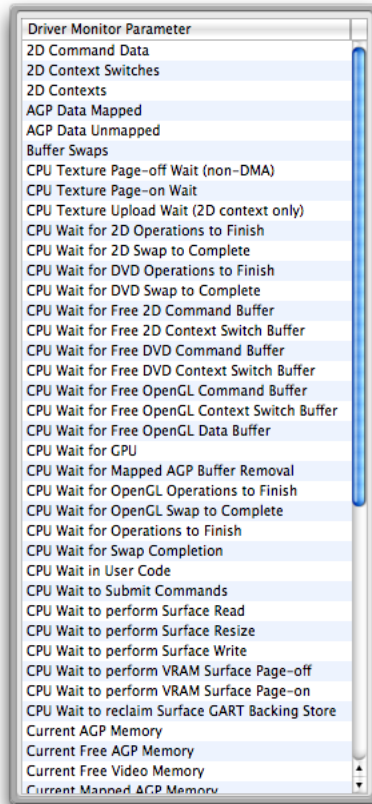 Driver Monitor Parameter
2D Command Data
2D Context Switches
2D Contexts
AGP Data Mapped
AGP Data Unmapped
Buffer Swaps
CPU Texture Page-off Wait (non-DMA)
CPU Texture Page-on Wait
CPU Texture Upload Wait (2D context only)
CPU Wait for 2D Operations to Finish
CPU Wait for 2D Swap to Complete
CPU Wait for DVD Operations to Finish
CPU Wait for DVD Swap to Complete
CPU Wait for Free 2D Command Buffer
CPU Wait for Free 2D Context Switch Buffer
CPU Wait for Free DVD Command Buffer
CPU Wait for Free DVD Context Switch Buffer
CPU Wait for Free OpenGL Command Buffer
CPU Wait for Free OpenGL Context Switch Buffer
CPU Wait for Free OpenGL Data Buffer
CPU Wait for GPU
CPU Wait for Mapped AGP Buffer Removal
CPU Wait for OpenGL Operations to Finish
CPU Wait for OpenGL Swap to Complete
CPU Wait for Operations to Finish
CPU Wait for Swap Completion
CPU Wait in User Code
CPU Wait to Submit Commands
CPU Wait to perform Surface Read
CPU Wait to perform Surface Resize
CPU Wait to perform Surface Write
CPU Wait to perform VRAM Surface Page-off
CPU Wait to perform VRAM Surface Page-on
CPU Wait to reclaim Surface GART Backing Store
Current AGP Memory
Current Free AGP Memory
Current Free Video Memory
Current Mapped AGP Memory